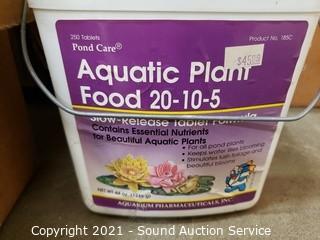 250 Tablets
Product No. 185C
Pond Care®
Aquatic Plant
Food 20-10-5
Slow-Release Tablet Formula
Contains Essential Nutrients
for Beautiful Aquatic Plants
• For all pond plants
• Keeps water lilies blooming
• Stimulates lush foliage and
beautiful blooms
NET WT
AQUARIUM PHARMACEUTICALS, INC.
Copyright 2021 - Sound Auction Service